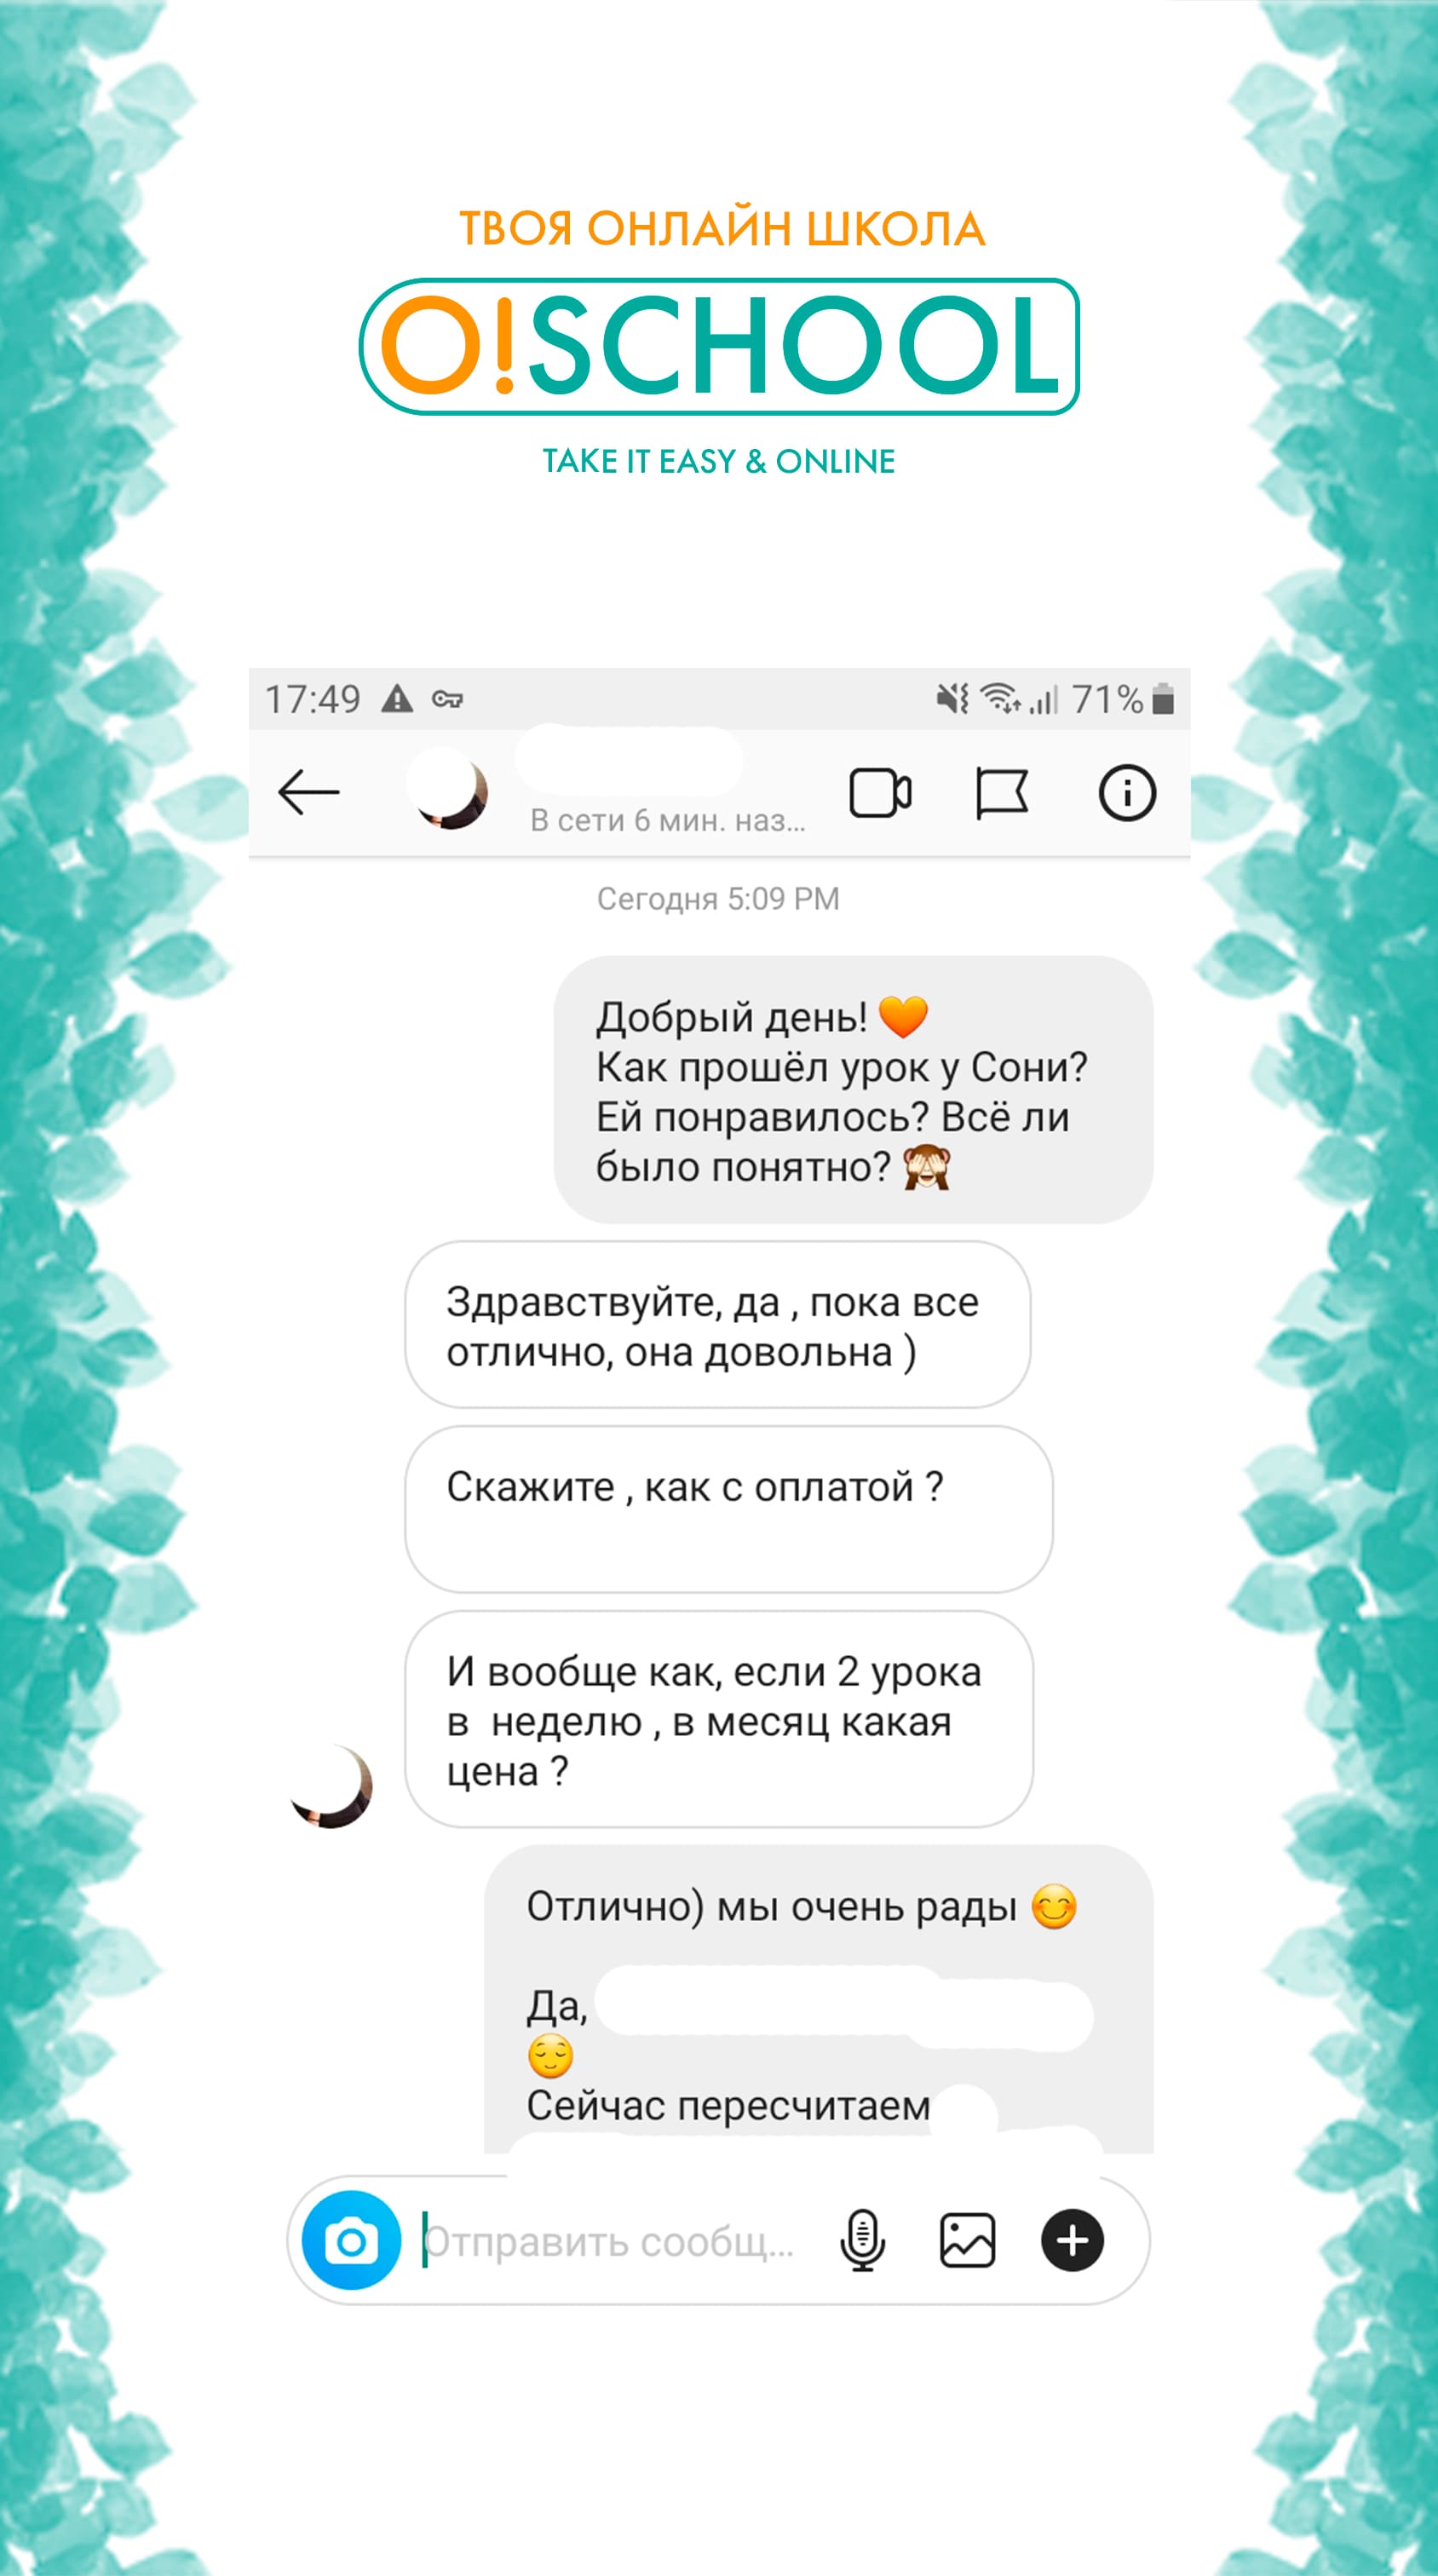 ТВОЯ ОНЛАЙН ШКОЛА
O!SCHOOL
TAKE IT EASY & ONLINE
17:49 71%
В сети 6 мин. наз...
Сегодня 5:09 PM
Добрый день! 🧡
Как прошёл урок у Сони?
Ей понравилось? Всё ли
было понятно? 🙈
Здравствуйте, да , пока все
отлично, она довольна )
Скажите , как с оплатой ?
И вообще как, если 2 урока
в  неделю , в месяц какая
цена ?
Отлично) мы очень рады 😊
Да,
😌
Сейчас пересчитаем
Отправить сообщ...